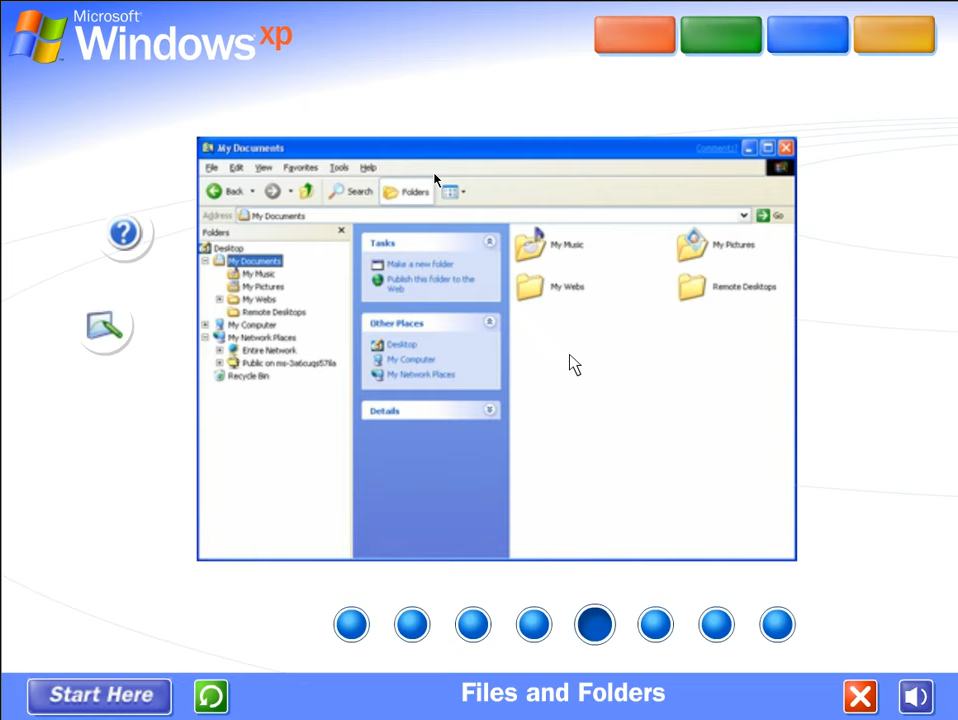 Microsoft
Windows xp
My Documents
Comments?
File Edit View Favorites Tools Help
Back Search Folders
Address My Documents Go
Folders
Desktop
My Documents
My Music
My Pictures
My Webs
Remote Desktops
My Computer
My Network Places
Entire Network
Public on
Recycle Bin
Tasks
Make a new folder
Publish this folder to the
Web
Other Places
Desktop
My Computer
My Network Places
Details
My Music
My Pictures
My Webs
Remote Desktops
Start Here
Files and Folders